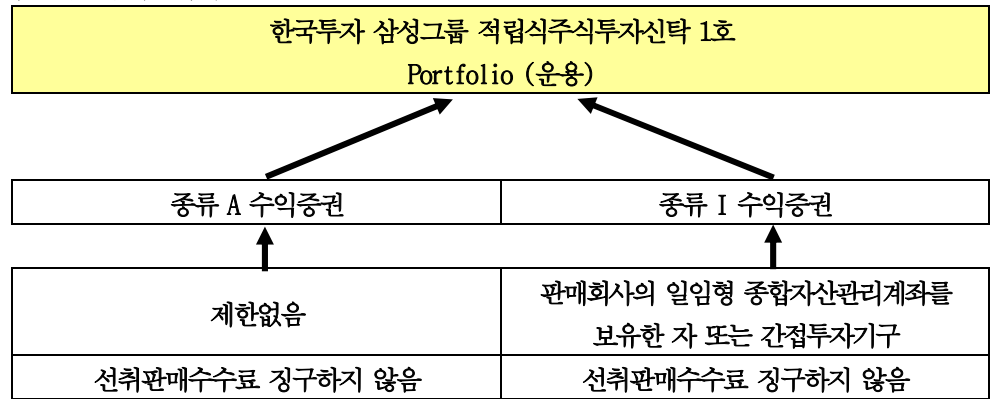 한국투자 삼성그룹 적립식주식투자신탁 1호
Portfolio (운용)
종류 A 수익증권
종류 I 수익증권
제한없음
판매회사의 일임형 종합자산관리계좌를
보유한 자 또는 간접투자기구
선취판매수수료 징구하지 않음
선취판매수수료 징구하지 않음